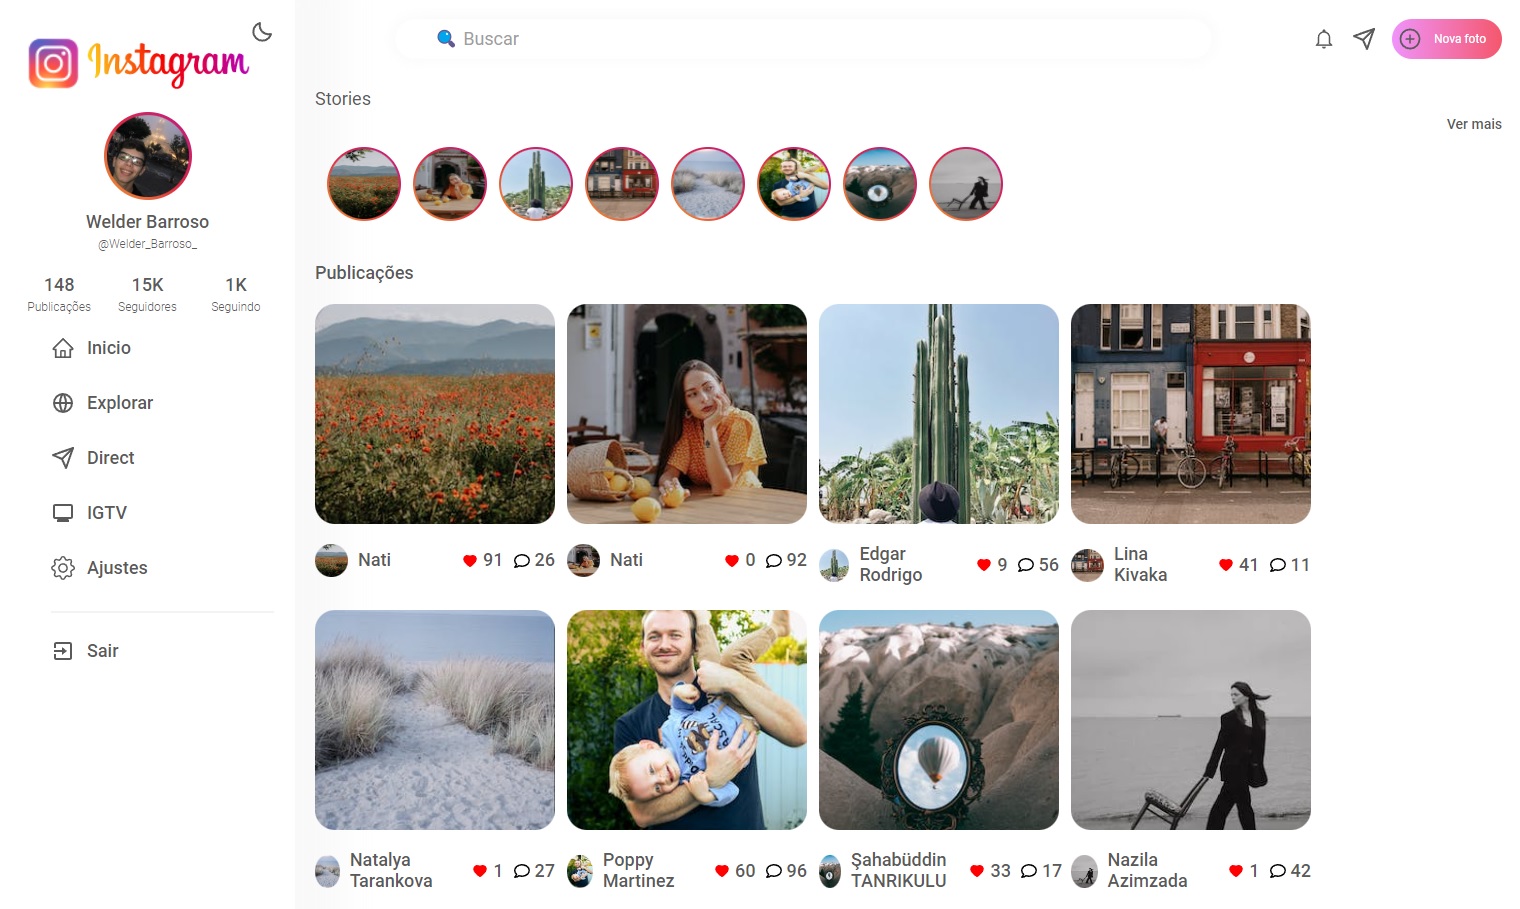 Instagram
Welder Barroso
@Welder_Barroso_
148
15K
1K
Publicações
Seguidores
Seguindo
Inicio
Explorar
Direct
IGTV
Ajustes
Sair
Buscar
Nova foto
Stories
Ver mais
Publicações
Nati
91
26
Nati
0
92
Edgar
Rodrigo
9
56
Lina
Kivaka
41
11
Natalya
Tarankova
1
27
Poppy
Martinez
60
96
Şahabüddin
TANRIKULU
33
17
Nazila
Azimzada
1
42